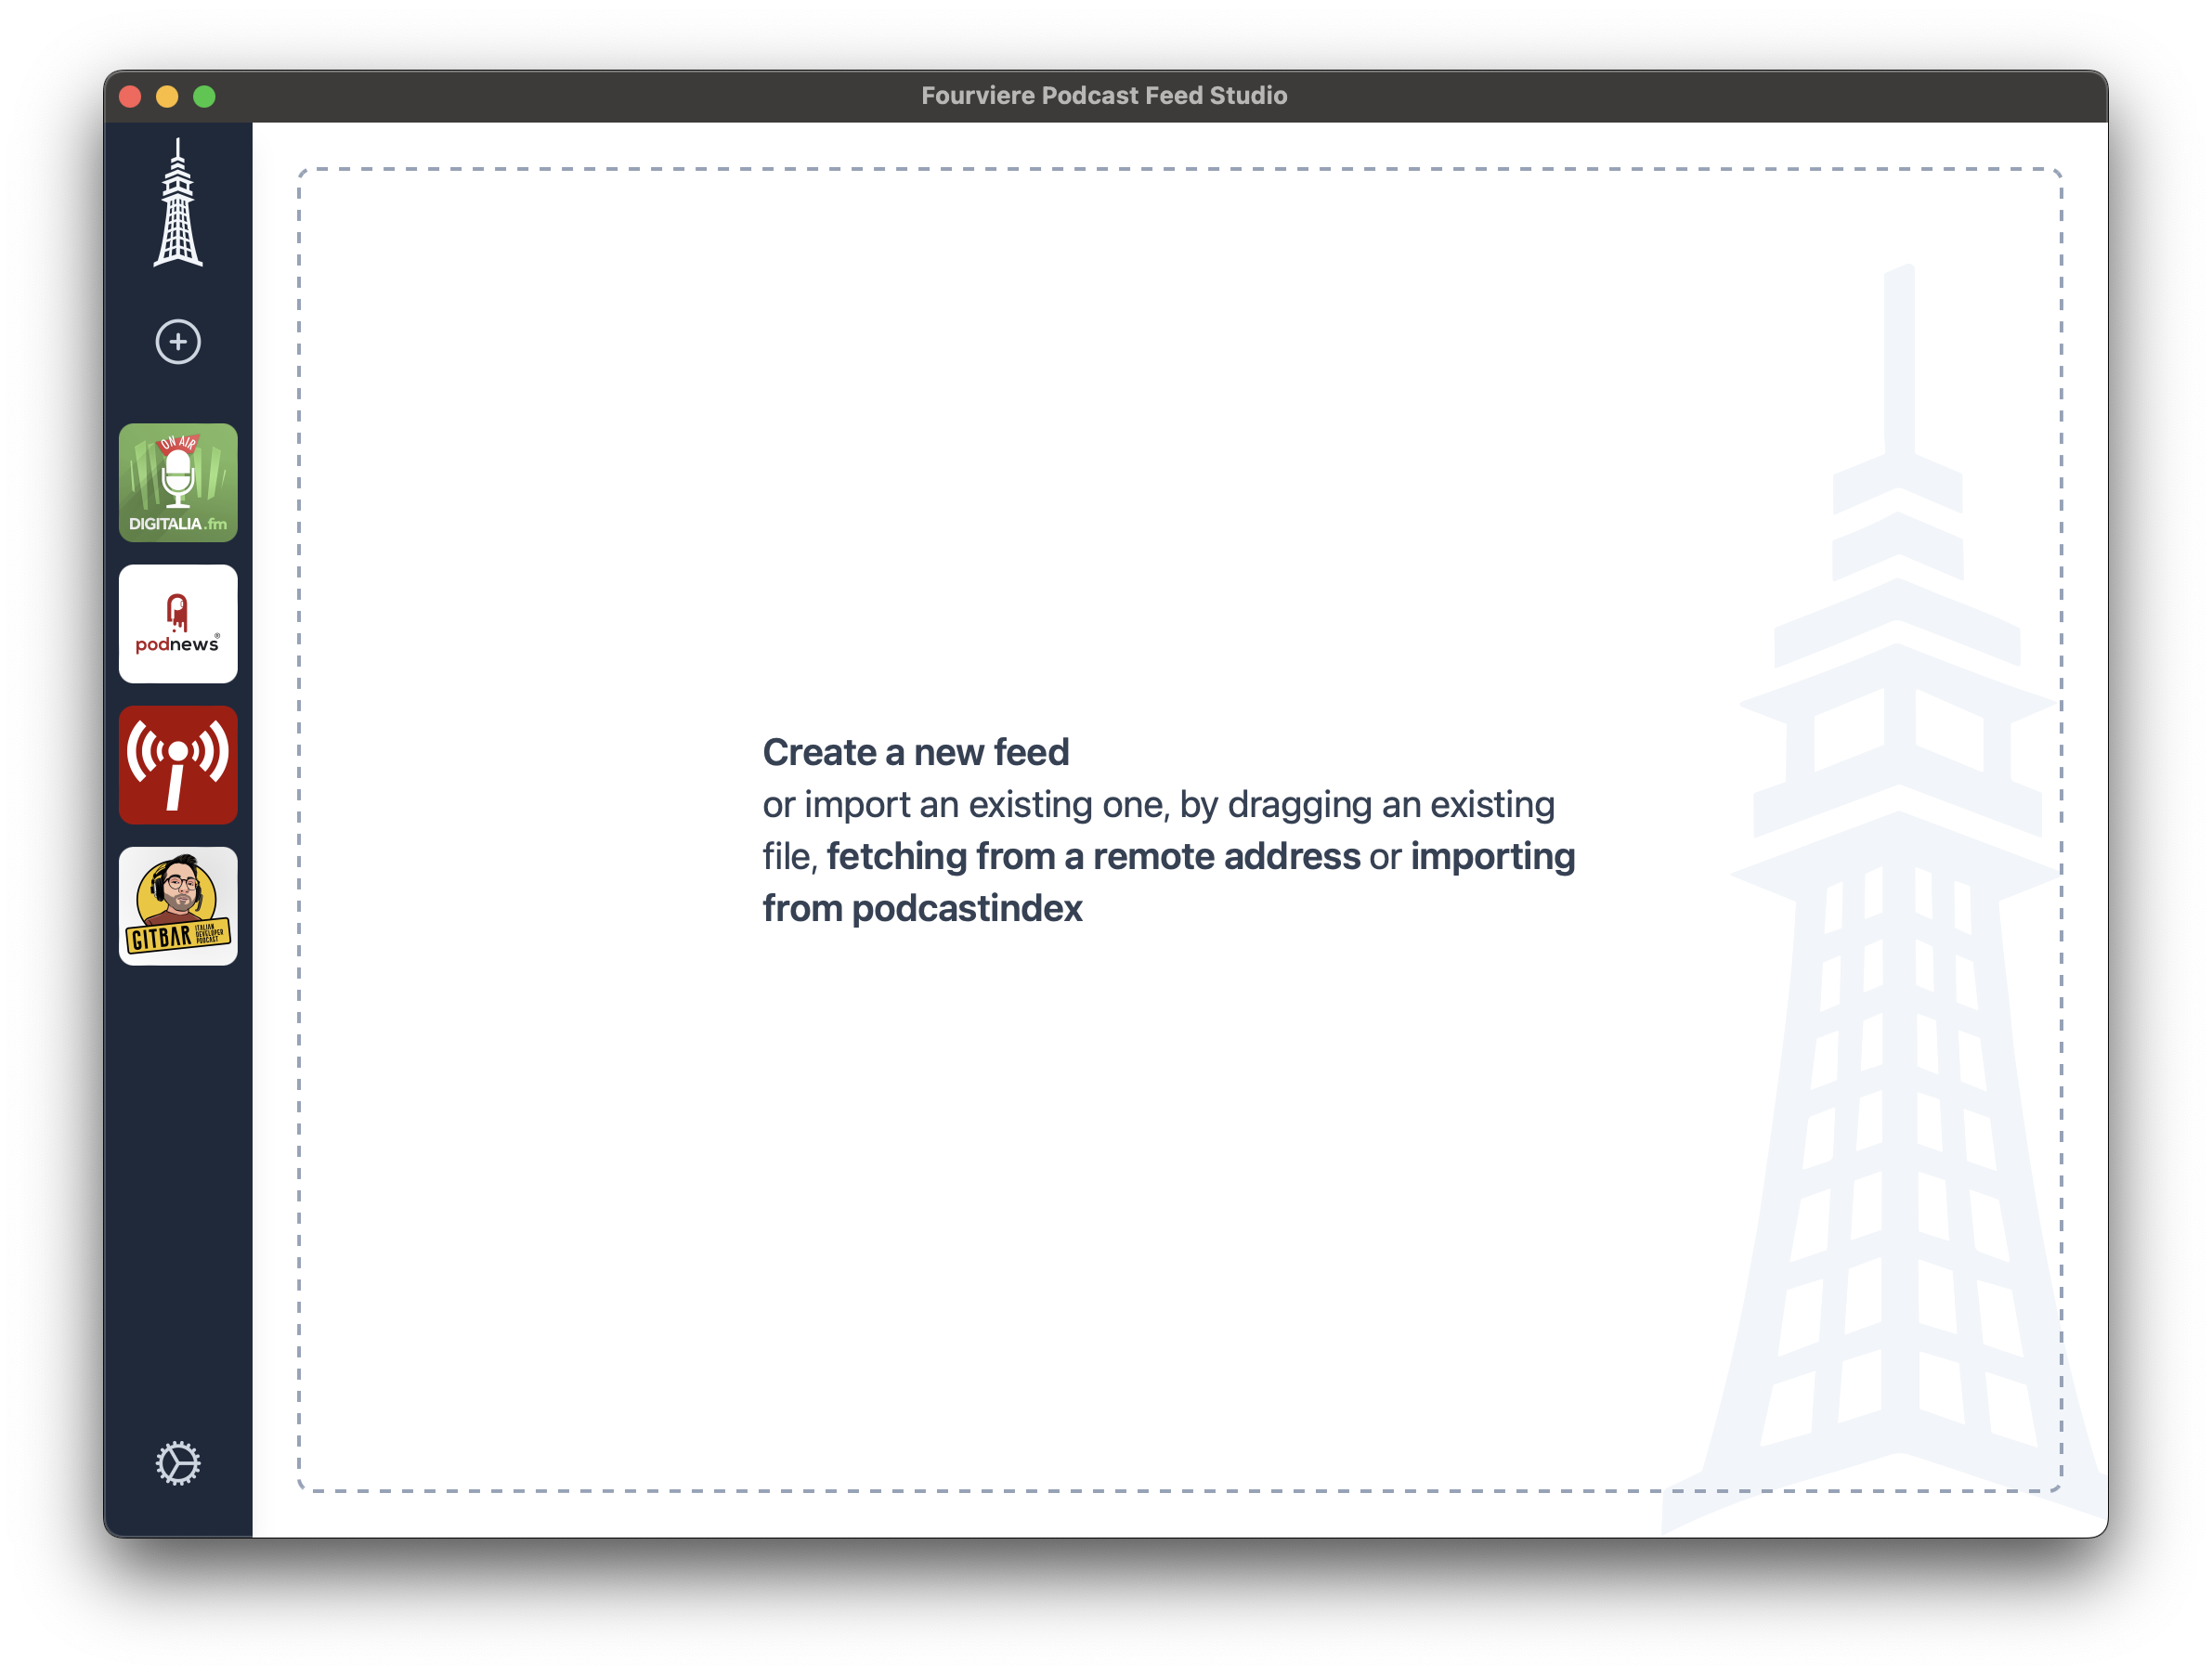 Fourviere Podcast Feed Studio
ON AIR
DIGITALIA.fm
podnews®
GITBAR
ITALIAN
DEVELOPER
PODCAST
Create a new feed
or import an existing one, by dragging an existing
file, fetching from a remote address or importing
from podcastindex